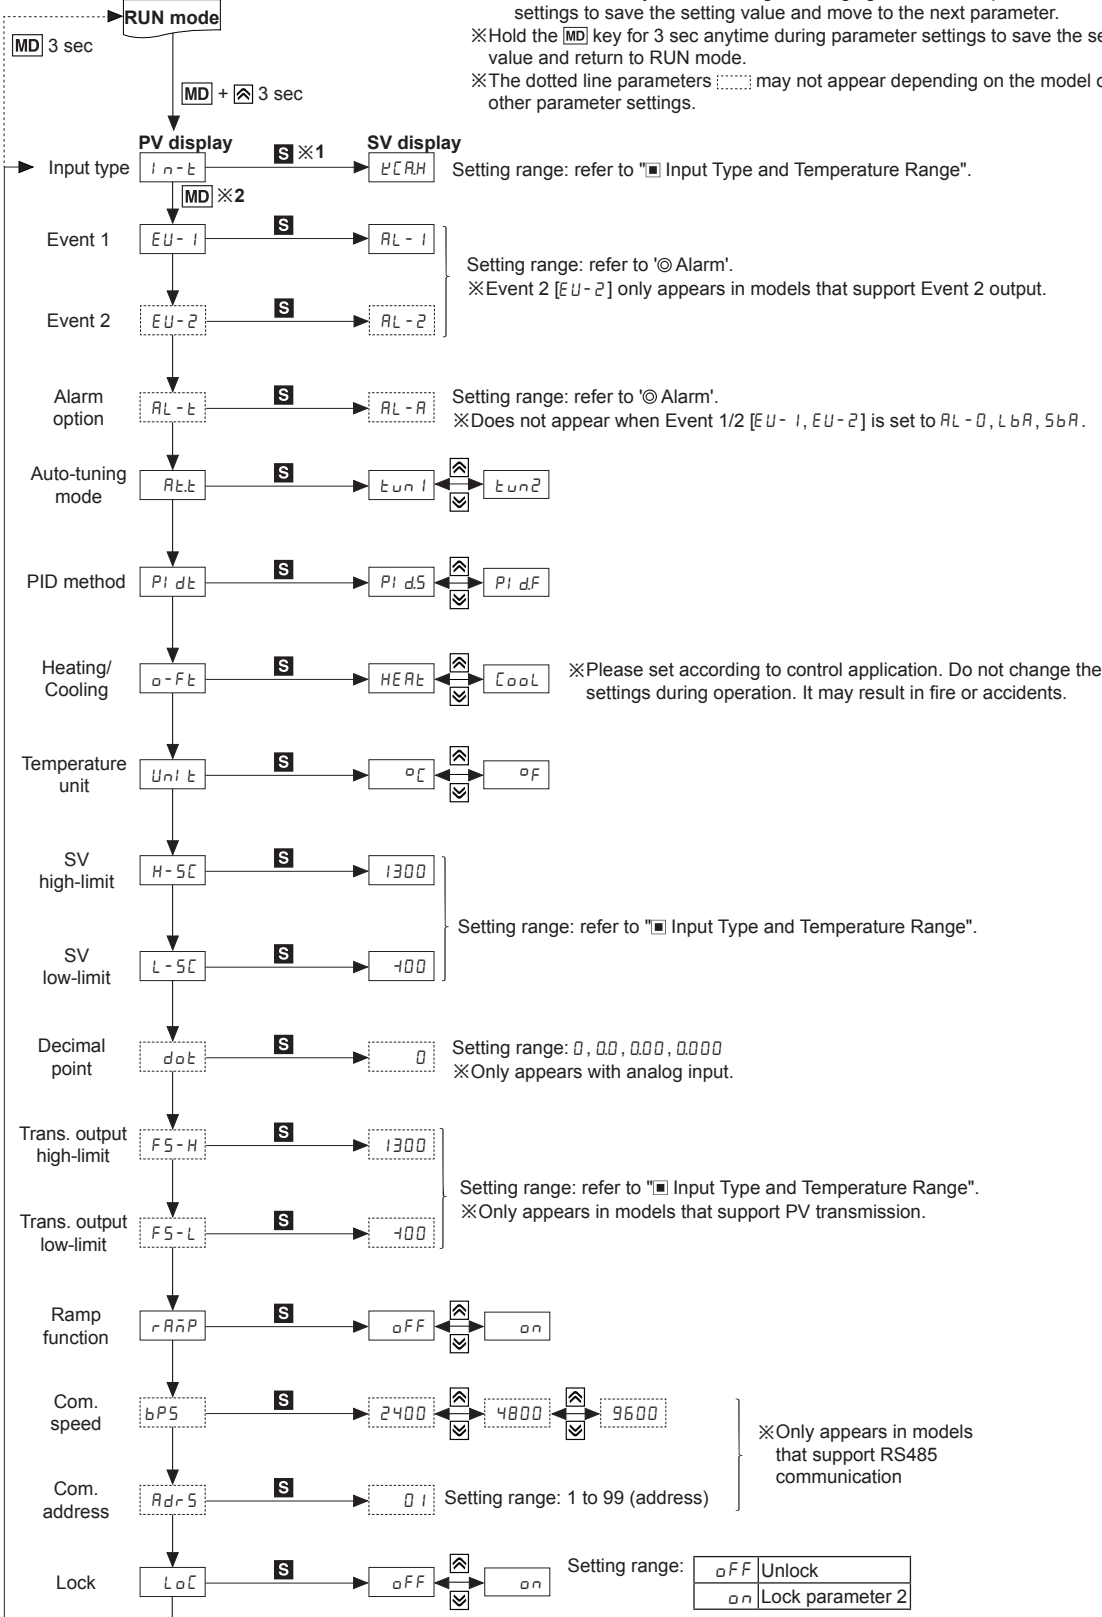 settings to save the setting value and move to the next parameter.
RUN mode
※Hold the MD key for 3 sec anytime during parameter settings to save the se
MD 3 sec
value and return to RUN mode.
※The dotted line parameters may not appear depending on the model o
MD + 3 sec
other parameter settings.
PV display SV display
Input type In-t S ※1 KCA.H Setting range: refer to "▣ Input Type and Temperature Range".
MD ※2
Event 1 EU-1 S AL-1
Setting range: refer to '◎ Alarm'.
※Event 2 [EU-2] only appears in models that support Event 2 output.
Event 2 EU-2 S AL-2
Alarm option AL-t S AL-A Setting range: refer to '◎ Alarm'.
※Does not appear when Event 1/2 [EU-1, EU-2] is set to AL-0, LbA, SbA.
Auto-tuning mode At.t S tun1 tun2
PID method PIdt S PId.S PId.F
Heating/ Cooling o-Ft S HEAt CooL
※Please set according to control application. Do not change the
settings during operation. It may result in fire or accidents.
Temperature unit UnIt S °C °F
SV high-limit H-SC S 1300
Setting range: refer to "▣ Input Type and Temperature Range".
SV low-limit L-SC S -100
Decimal point dot S 0 Setting range: 0, 0.0, 0.00, 0.000
※Only appears with analog input.
Trans. output high-limit FS-H S 1300
Setting range: refer to "▣ Input Type and Temperature Range".
※Only appears in models that support PV transmission.
Trans. output low-limit FS-L S -100
Ramp function rAmP S oFF on
Com. speed bPS S 2400 4800 9600
※Only appears in models
that support RS485
communication
Com. address AdrS S 01 Setting range: 1 to 99 (address)
Lock LoC S oFF on Setting range: oFF Unlock
on Lock parameter 2